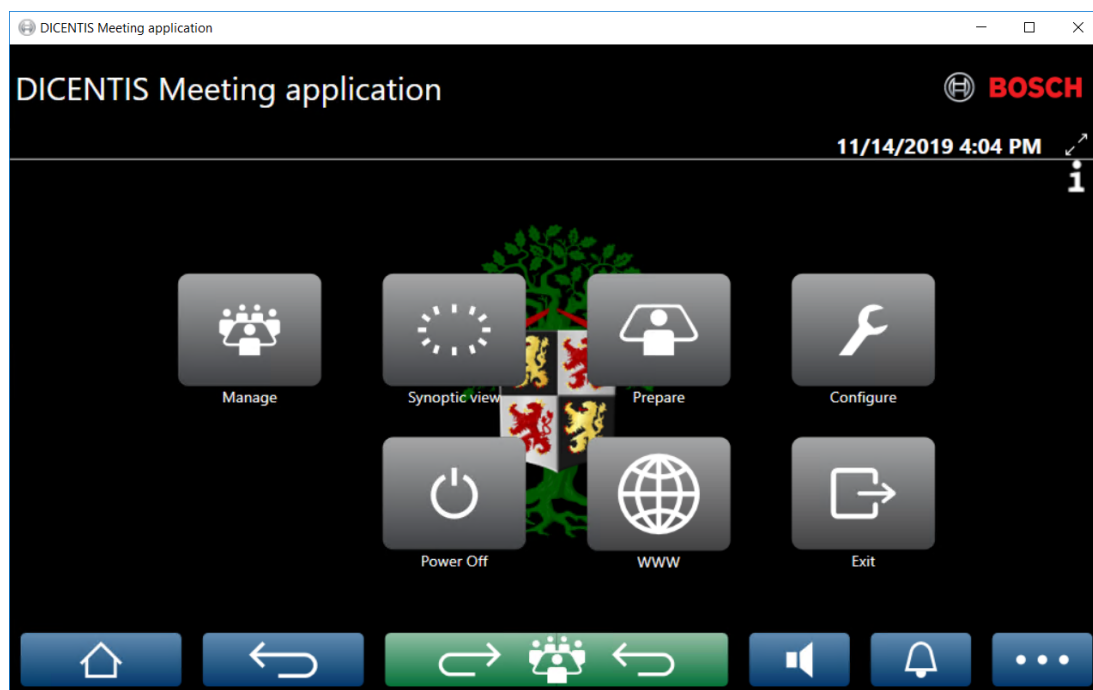 DICENTIS Meeting application
DICENTIS Meeting application
BOSCH
11/14/2019 4:04 PM
Manage
Synoptic view
Prepare
Configure
Power Off
WWW
Exit